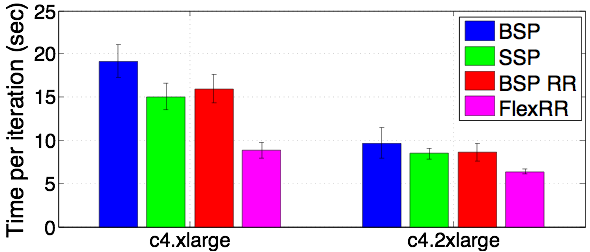 Time per iteration (sec)
25
20
15
10
5
0
BSP
SSP
BSP RR
FlexRR
c4.xlarge
c4.2xlarge